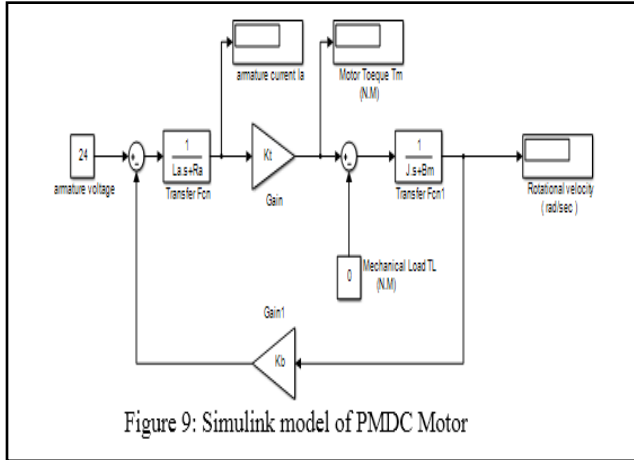 armature current Ia
Motor Toeque Tm
(N.M)
24
armature voltage
+
-
1
La.s+Ra
Transfer Fcn
Kt
Gain
+
-
1
J.s+Bm
Transfer Fcn1
Rotational velocity
( rad/sec )
0
Mechanical Load TL
(N.M)
Gain1
Kb
Figure 9: Simulink model of PMDC Motor